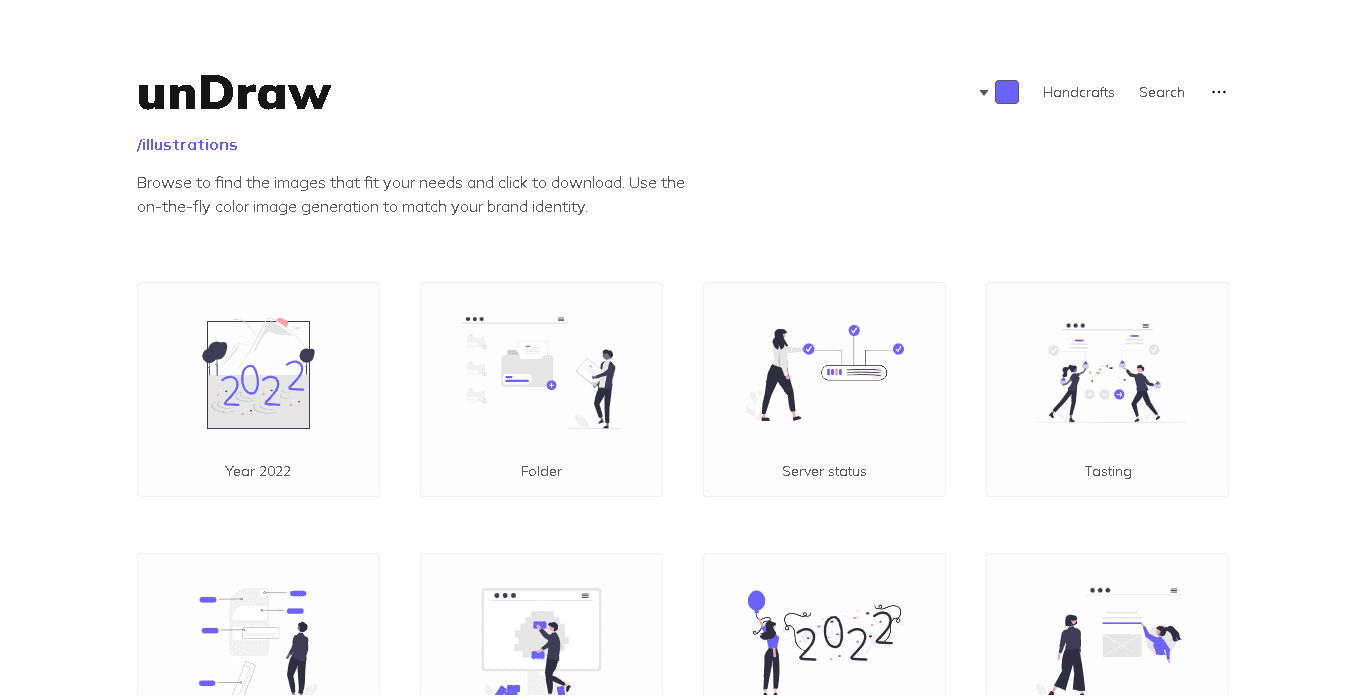 unDraw
Handcrafts
Search
/illustrations
Browse to find the images that fit your needs and click to download. Use the
on-the-fly color image generation to match your brand identity.
2022
Year 2022
Folder
Server status
Tasting
2022